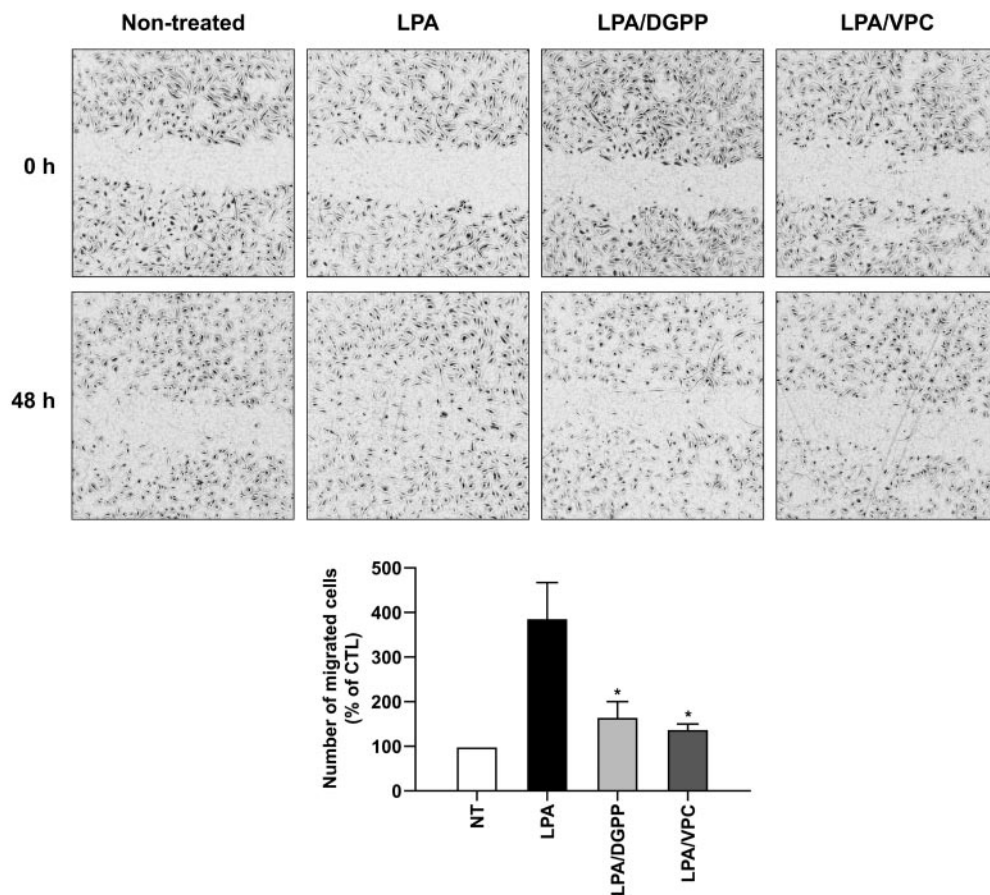 Non-treated LPA LPA/DGPP LPA/VPC
0 h
48 h
Number of migrated cells
(% of CTL)
500
400
300
200
100
0
*
*
NT
LPA
LPA/DGPP
LPA/VPC